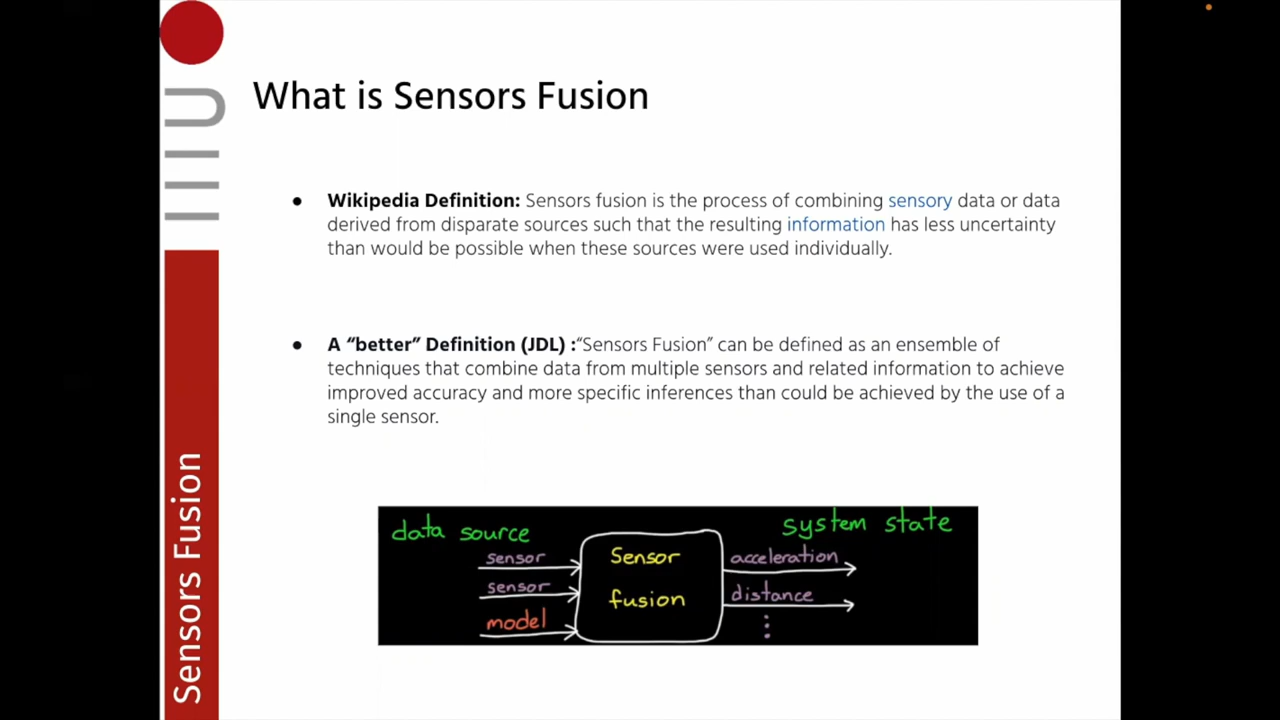 What is Sensors Fusion
● Wikipedia Definition: Sensors fusion is the process of combining sensory data or data
derived from disparate sources such that the resulting information has less uncertainty
than would be possible when these sources were used individually.
● A “better” Definition (JDL) :“Sensors Fusion” can be defined as an ensemble of
techniques that combine data from multiple sensors and related information to achieve
improved accuracy and more specific inferences than could be achieved by the use of a
single sensor.
data source
sensor
sensor
model
Sensor
fusion
system state
acceleration
distance
Sensors Fusion